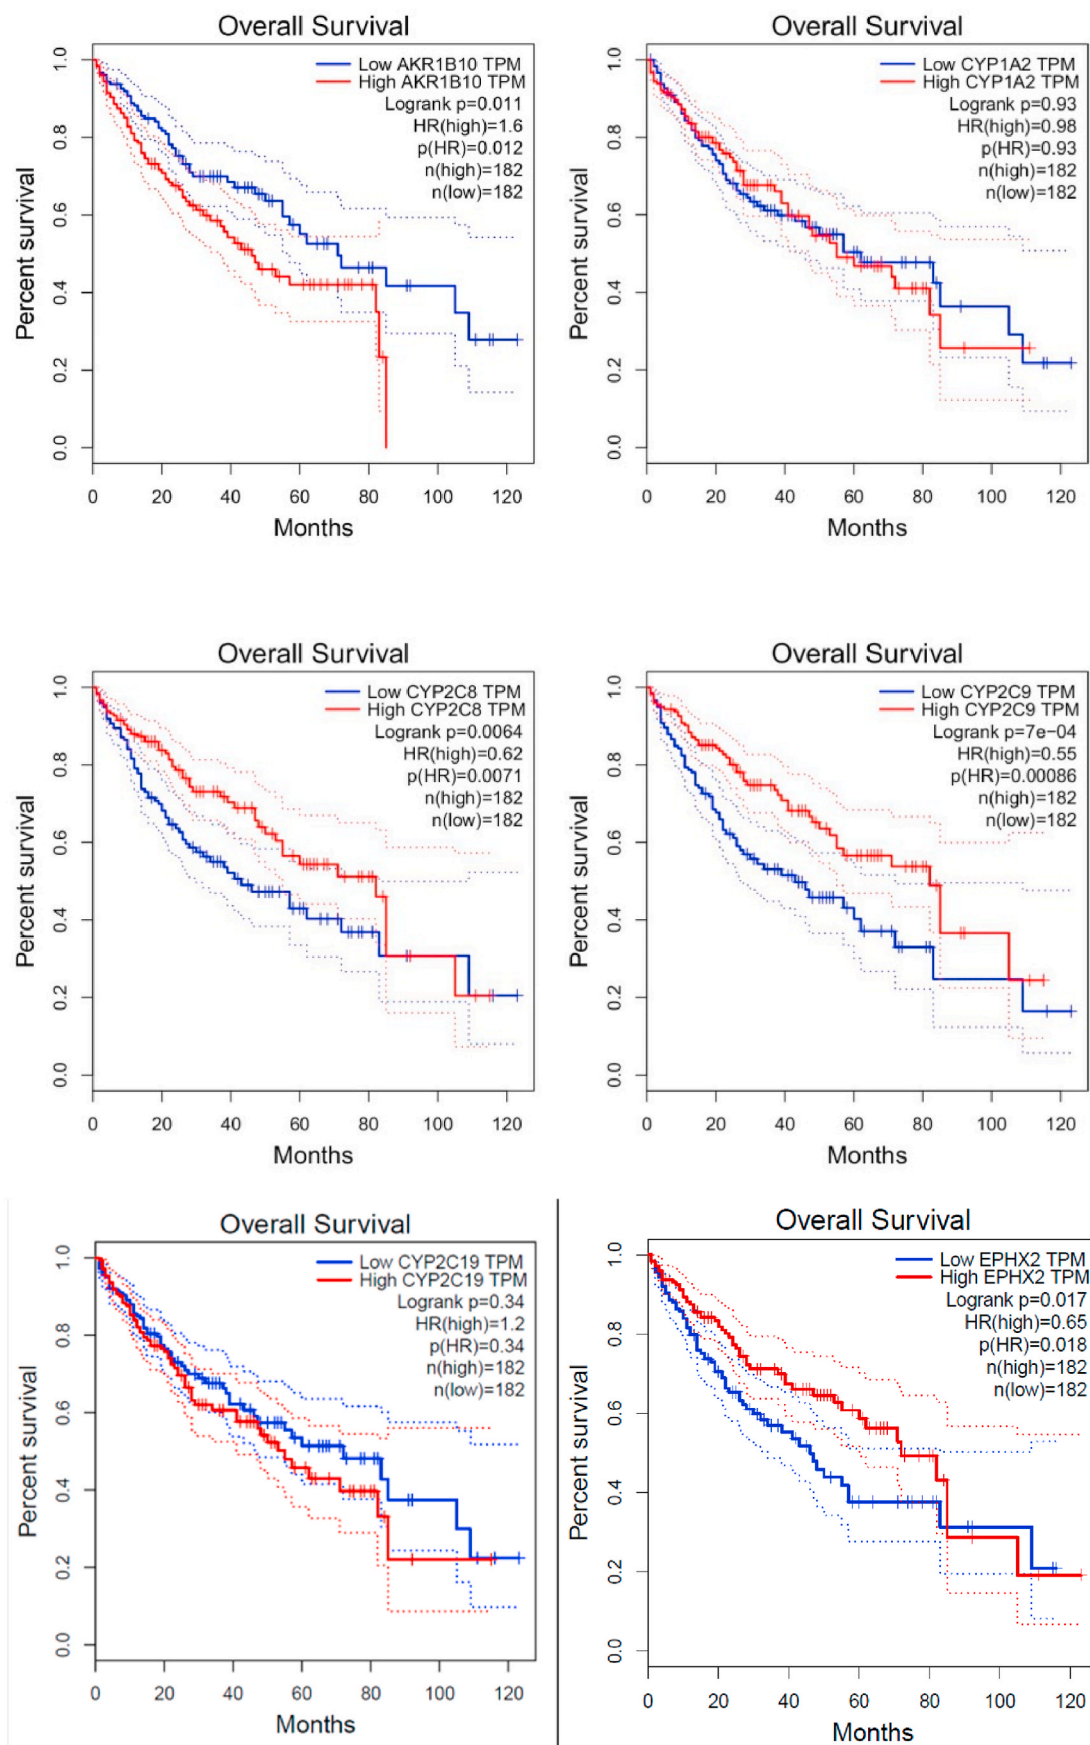 Overall Survival
Low AKR1B10 TPM
High AKR1B10 TPM
Logrank p=0.011
HR(high)=1.6
p(HR)=0.012
n(high)=182
n(low)=182
Percent survival
1.0
0.8
0.6
0.4
0.2
0.0
0 20 40 60 80 100 120
Months
Overall Survival
Low CYP1A2 TPM
High CYP1A2 TPM
Logrank p=0.93
HR(high)=0.98
p(HR)=0.93
n(high)=182
n(low)=182
Percent survival
1.0
0.8
0.6
0.4
0.2
0.0
0 20 40 60 80 100 120
Months
Overall Survival
Low CYP2C8 TPM
High CYP2C8 TPM
Logrank p=0.0064
HR(high)=0.62
p(HR)=0.0071
n(high)=182
n(low)=182
Percent survival
1.0
0.8
0.6
0.4
0.2
0.0
0 20 40 60 80 100 120
Months
Overall Survival
Low CYP2C9 TPM
High CYP2C9 TPM
Logrank p=7e−04
HR(high)=0.55
p(HR)=0.00086
n(high)=182
n(low)=182
Percent survival
1.0
0.8
0.6
0.4
0.2
0.0
0 20 40 60 80 100 120
Months
Overall Survival
Low CYP2C19 TPM
High CYP2C19 TPM
Logrank p=0.34
HR(high)=1.2
p(HR)=0.34
n(high)=182
n(low)=182
Percent survival
1.0
0.8
0.6
0.4
0.2
0.0
0 20 40 60 80 100 120
Months
Overall Survival
Low EPHX2 TPM
High EPHX2 TPM
Logrank p=0.017
HR(high)=0.65
p(HR)=0.018
n(high)=182
n(low)=182
Percent survival
1.0
0.8
0.6
0.4
0.2
0.0
0 20 40 60 80 100 120
Months